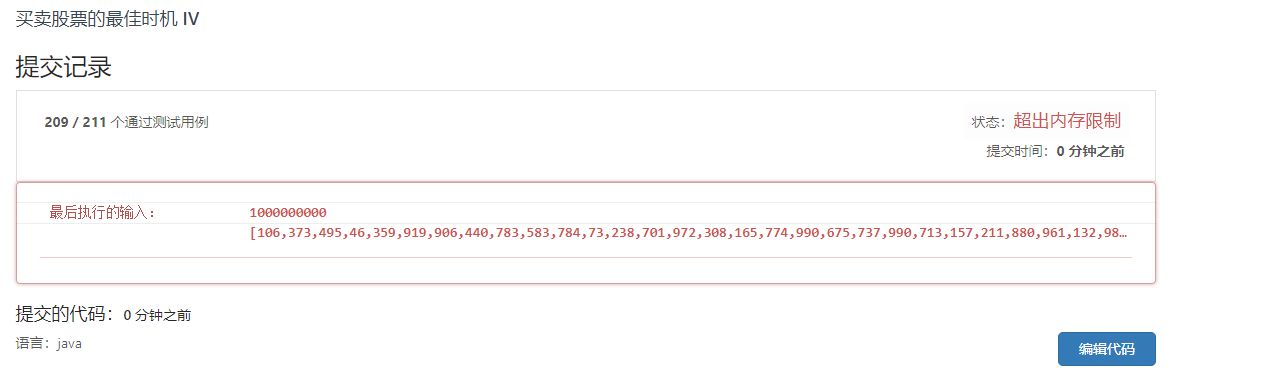 买卖股票的最佳时机 IV
提交记录
209 / 211 个通过测试用例
状态：超出内存限制
提交时间：0 分钟之前
最后执行的输入：
1000000000
[106,373,495,46,359,919,906,440,783,583,784,73,238,701,972,308,165,774,990,675,737,990,713,157,211,880,961,132,98…
提交的代码：0 分钟之前
语言：java
编辑代码